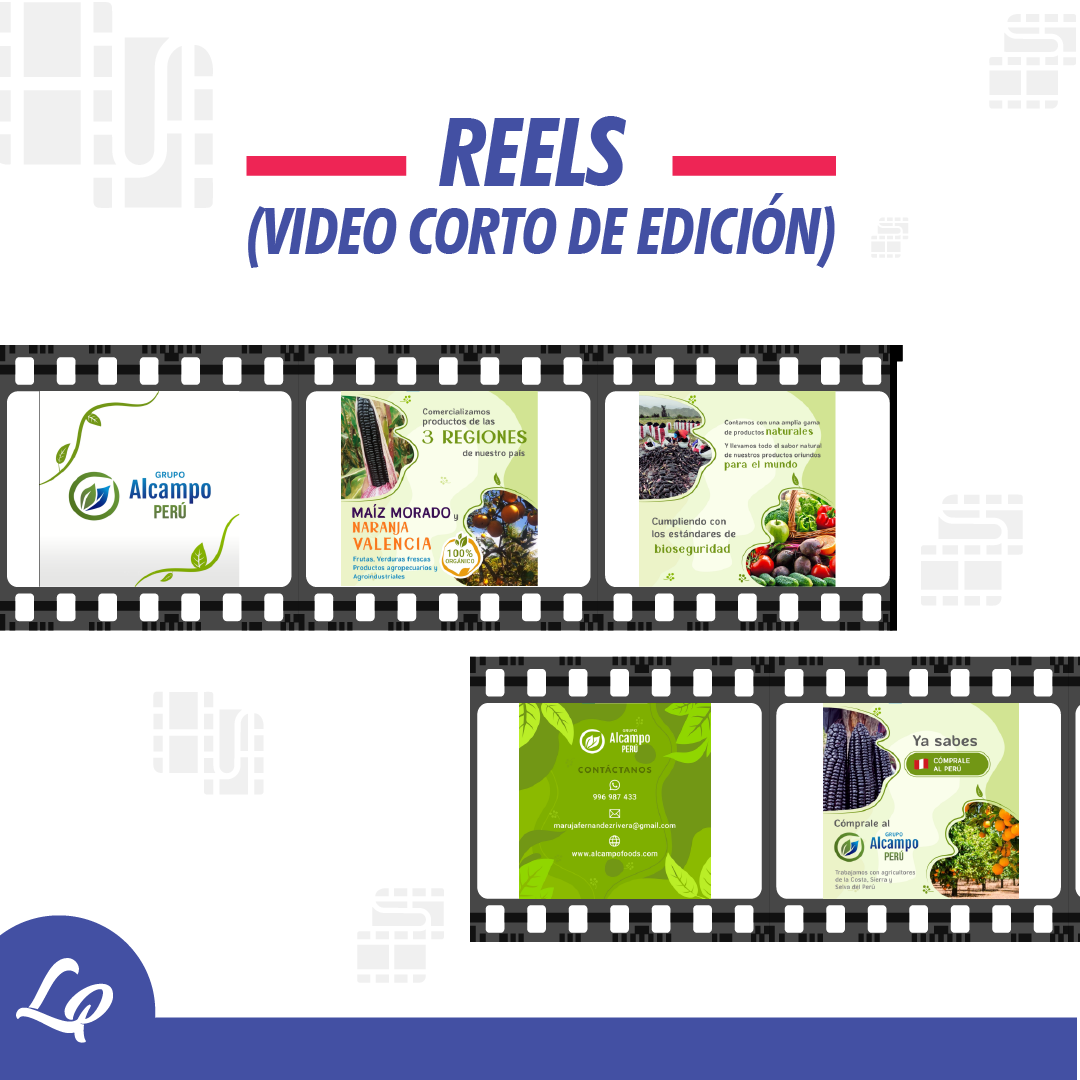 REELS
(VIDEO CORTO DE EDICIÓN)
GRUPO
Alcampo
PERÚ
Comercializamos
productos de las
3 REGIONES
de nuestro país
MAÍZ MORADO y
NARANJA
VALENCIA
Frutas, Verduras frescas
Productos agropecuarios y
Agroindustriales
100%
ORGÁNICO
Contamos con una amplia gama
de productos naturales
Y llevamos todo el sabor natural
de nuestros productos oriundos
para el mundo
Cumpliendo con
los estándares de
bioseguridad
GRUPO
Alcampo
PERÚ
CONTÁCTANOS
996 987 433
marujafernandezrivera@gmail.com
www.alcampofoods.com
Ya sabes
CÓMPRALE
AL PERÚ
Cómprale al
GRUPO
Alcampo
PERÚ
Trabajamos con agricultores
de la Costa, Sierra y
Selva del Perú
LQ